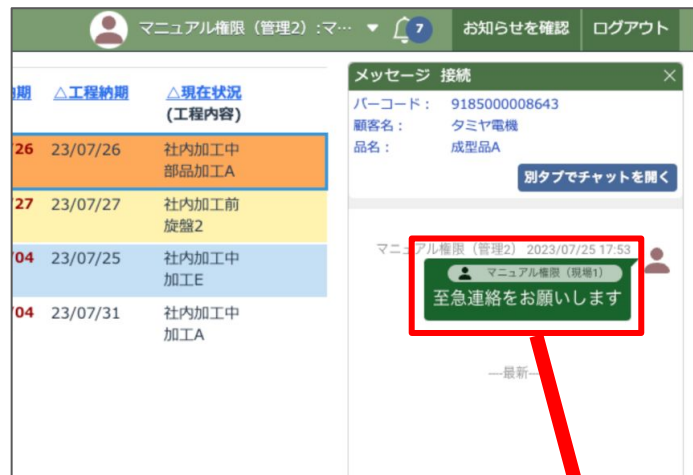 マニュアル権限（管理2）:マ… ▼ 7 お知らせを確認 ログアウト
期 △工程納期 △現在状況
(工程内容)
26 23/07/26 社内加工中
部品加工A
27 23/07/27 社内加工前
旋盤2
04 23/07/25 社内加工中
加工E
04 23/07/31 社内加工中
加工A
メッセージ 接続 ×
バーコード： 9185000008643
顧客名： タミヤ電機
品名： 成型品A
別タブでチャットを開く
マニュアル権限（管理2） 2023/07/25 17:53
マニュアル権限（現場1）
至急連絡をお願いします
---最新---